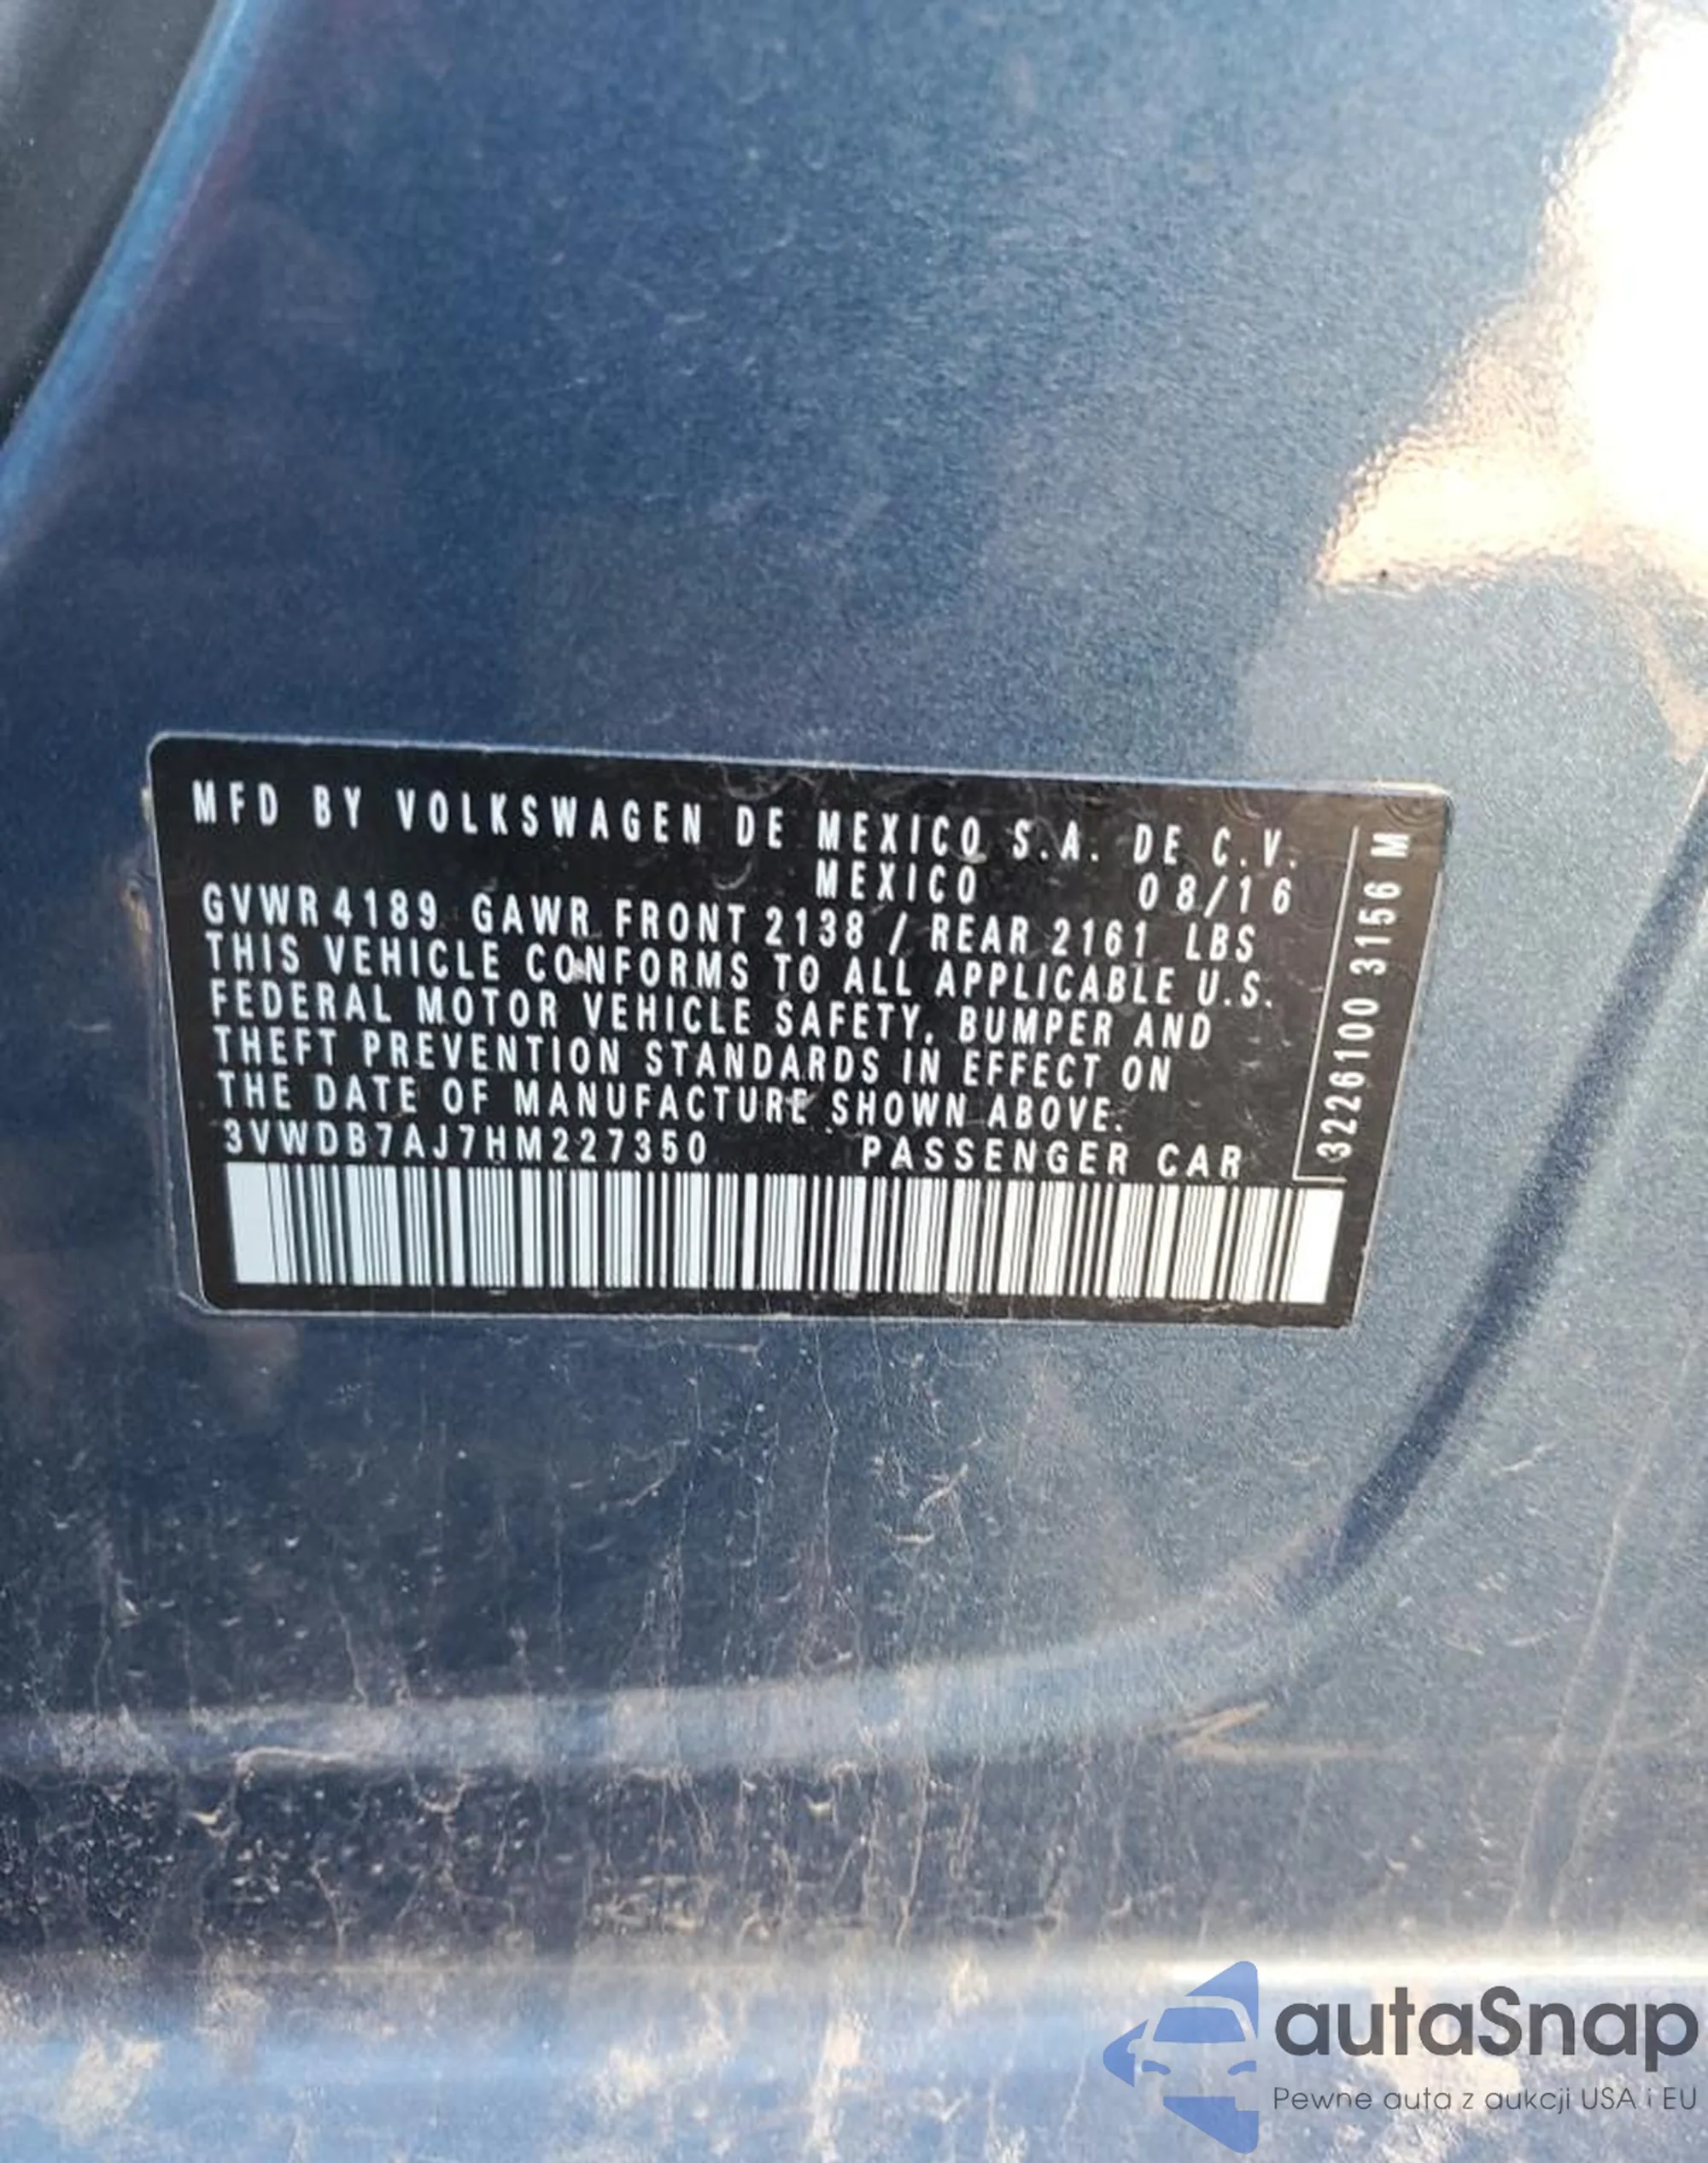 MFD BY VOLKSWAGEN DE MEXICO S.A. DE C.V.
MEXICO 08/16
GVWR 4189 GAWR FRONT 2138 / REAR 2161 LBS
THIS VEHICLE CONFORMS TO ALL APPLICABLE U.S.
FEDERAL MOTOR VEHICLE SAFETY, BUMPER AND
THEFT PREVENTION STANDARDS IN EFFECT ON
THE DATE OF MANUFACTURE SHOWN ABOVE.
3VWDB7AJ7HM227350 PASSENGER CAR
3226100 3156 M
autaSnap
Pewne auta z aukcji USA i EU